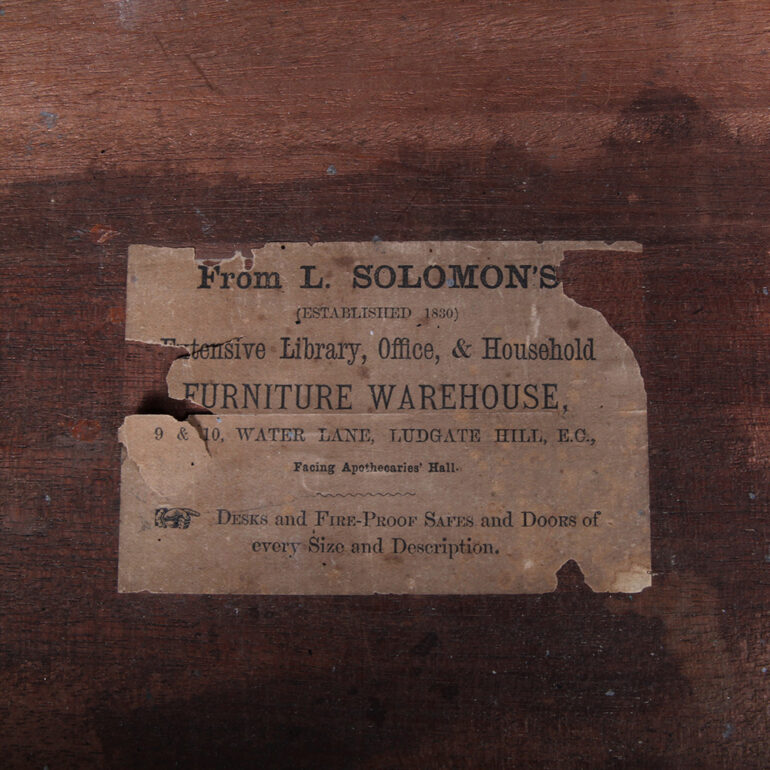 From L. SOLOMON'S
(ESTABLISHED 1830)
Extensive Library, Office, & Household
FURNITURE WAREHOUSE,
9 & 10, WATER LANE, LUDGATE HILL, E.C.,
Facing Apothecaries' Hall.
☞ DESKS and FIRE-PROOF SAFES and DOORS of
every Size and Description.